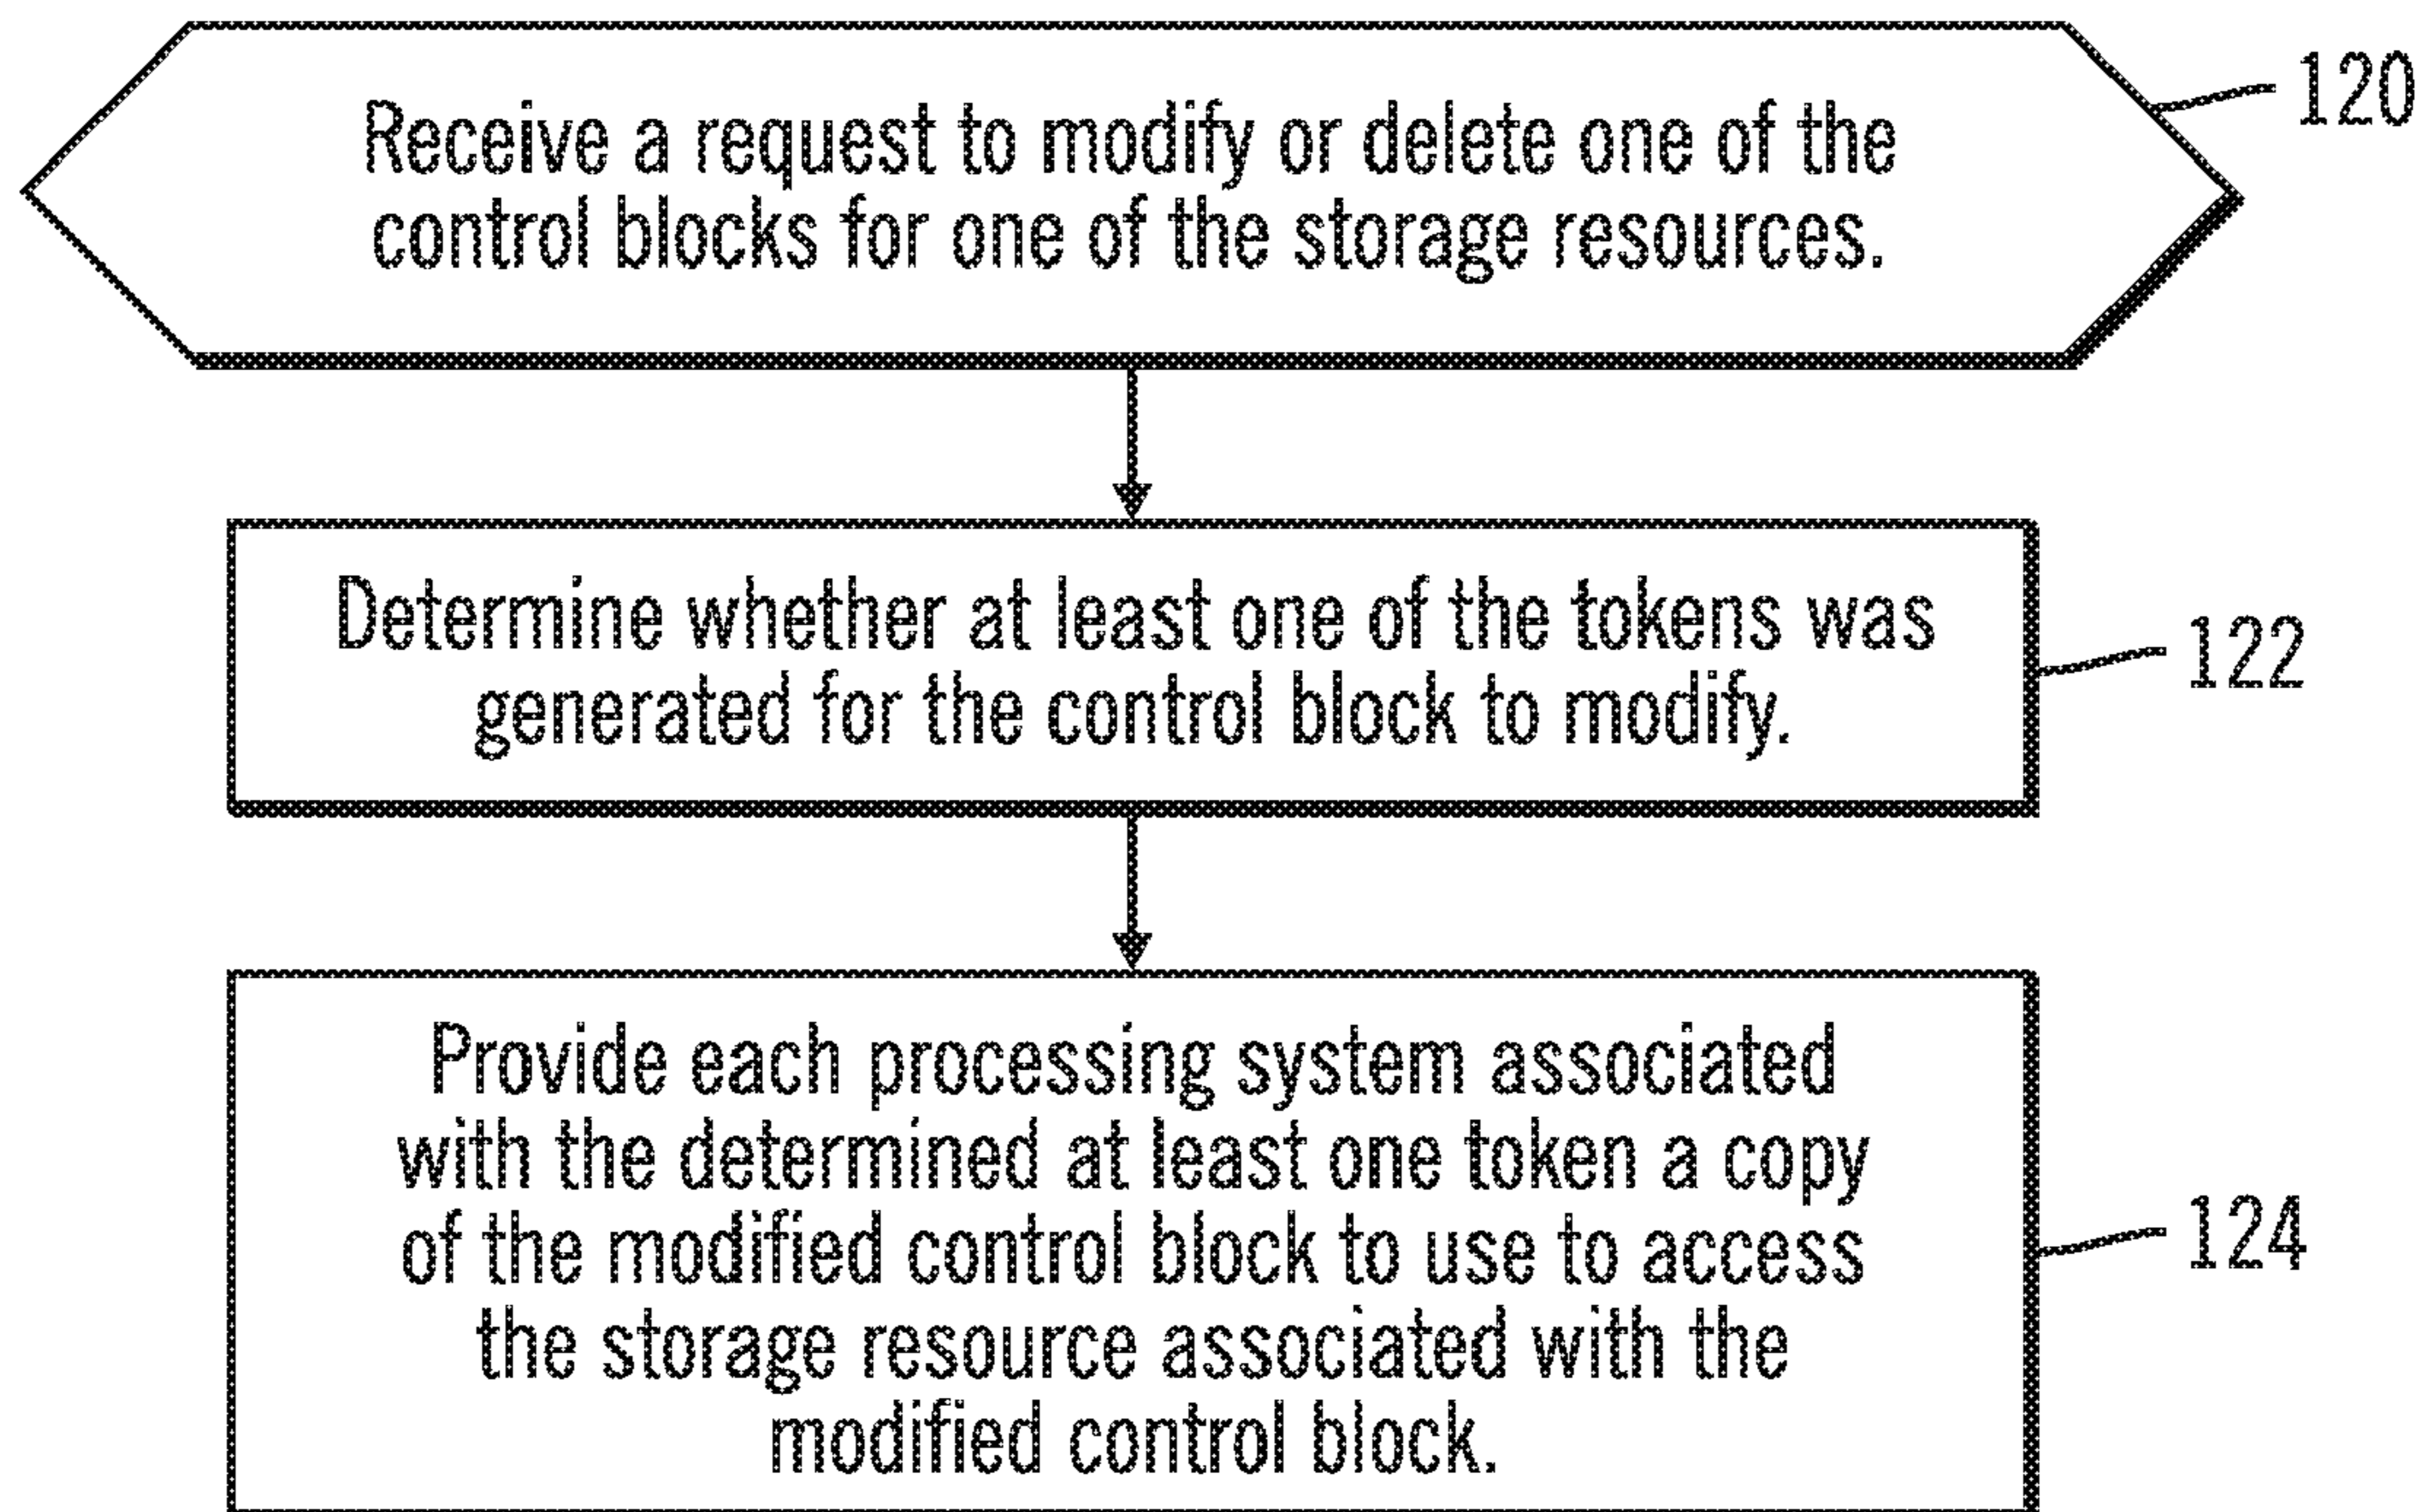 Receive a request to modify or delete one of the
control blocks for one of the storage resources.
120
Determine whether at least one of the tokens was
generated for the control block to modify.
122
Provide each processing system associated
with the determined at least one token a copy
of the modified control block to use to access
the storage resource associated with the
modified control block.
124